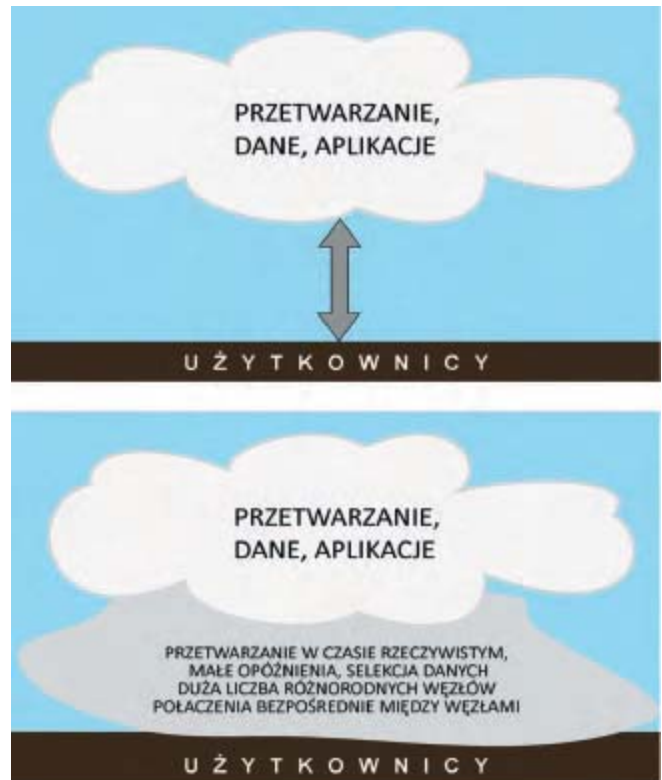 PRZETWARZANIE,
DANE, APLIKACJE
UŻYTKOWNICY
PRZETWARZANIE,
DANE, APLIKACJE
PRZETWARZANIE W CZASIE RZECZYWISTYM,
MAŁE OPÓŹNIENIA, SELEKCJA DANYCH
DUŻA LICZBA RÓŻNORODNYCH WĘZŁÓW
POŁACZENIA BEZPOŚREDNIE MIĘDZY WĘZŁAMI
UŻYTKOWNICY